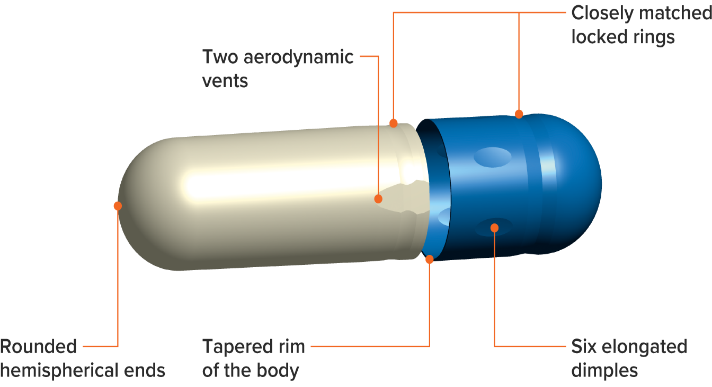 Closely matched
locked rings
Two aerodynamic
vents
Rounded
hemispherical ends
Tapered rim
of the body
Six elongated
dimples